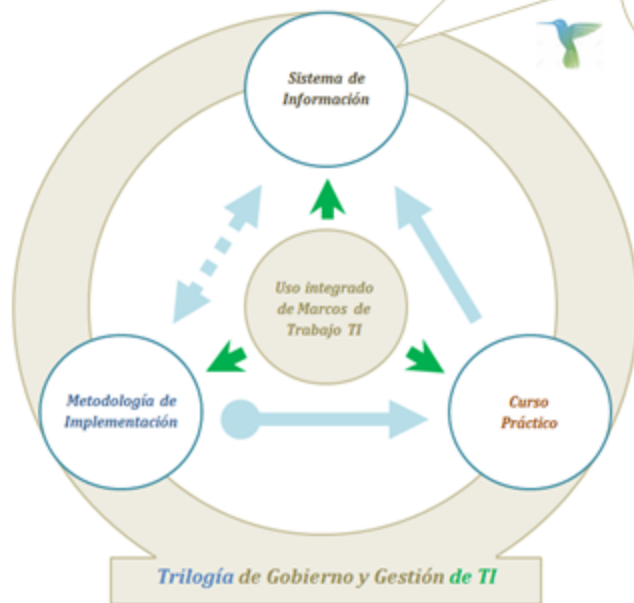 Sistema de
Información
Uso integrado
de Marcos de
Trabajo TI
Metodología de
Implementación
Curso
Práctico
Trilogía de Gobierno y Gestión de TI